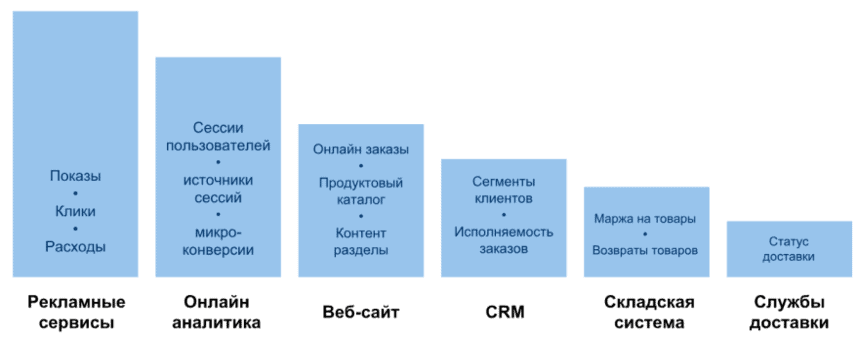 Показы
•
Клики
•
Расходы
Рекламные
сервисы
Сессии
пользователей
•
источники
сессий
•
микро-
конверсии
Онлайн
аналитика
Онлайн заказы
•
Продуктовый
каталог
•
Контент
разделы
Веб-сайт
Сегменты
клиентов
•
Исполняемость
заказов
CRM
Маржа на товары
•
Возвраты товаров
Складская
система
Статус
доставки
Службы
доставки